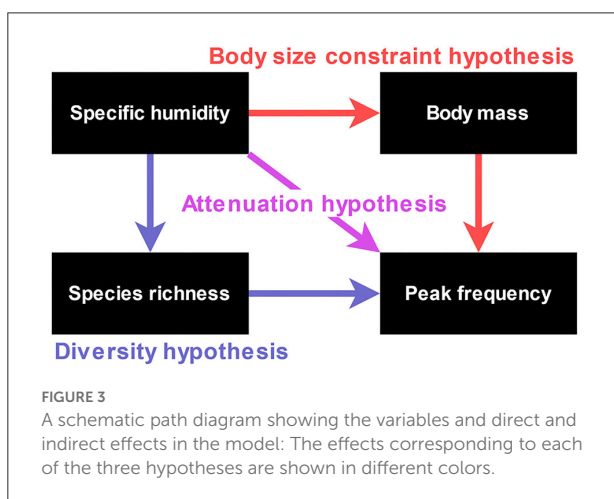 Body size constraint hypothesis
Specific humidity
Body mass
Attenuation hypothesis
Species richness
Peak frequency
Diversity hypothesis
FIGURE 3
A schematic path diagram showing the variables and direct and
indirect effects in the model: The effects corresponding to each
of the three hypotheses are shown in different colors.